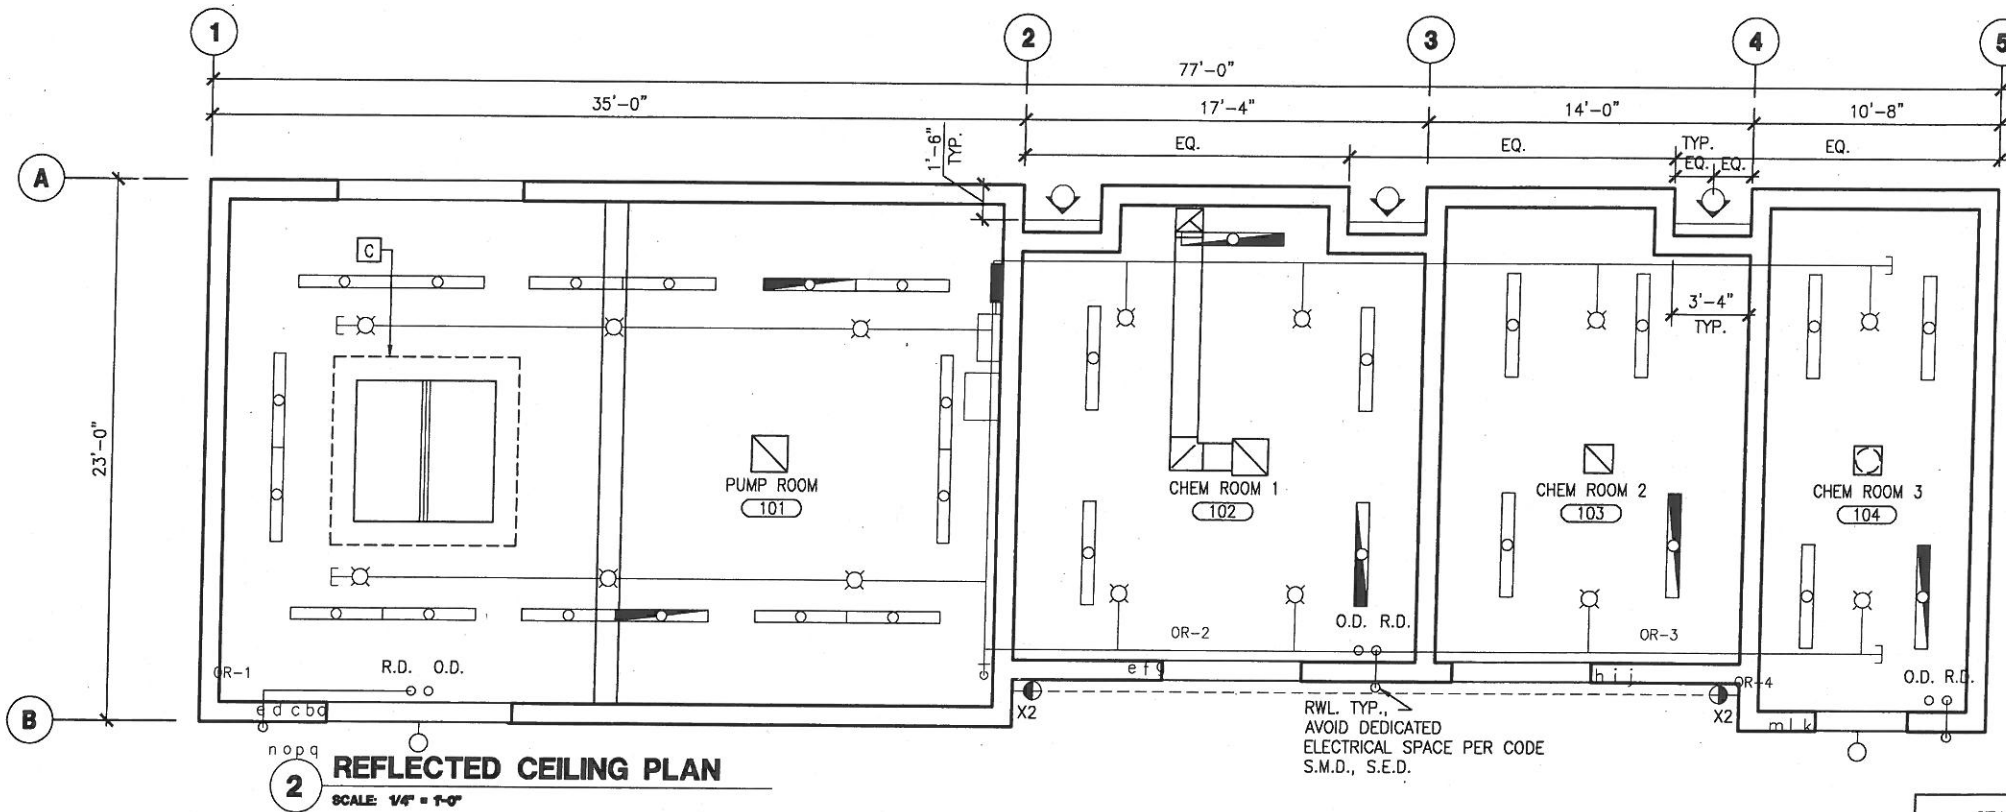 1 2 3 4 5
77'-0"
35'-0" 17'-4" 14'-0" 10'-8"
1'-6" TYP.
EQ. EQ. TYP. EQ.
EQ. EQ.
A
C
3'-4"
TYP.
23'-0"
PUMP ROOM
101
CHEM ROOM 1
102
CHEM ROOM 2
103
CHEM ROOM 3
104
O.D. R.D.
OR-2 OR-3
OR-1
R.D. O.D.
e f g
h i j
OR-4
O.D. R.D.
B
e d c b
X2
X2
m l k
RWL. TYP.,
AVOID DEDICATED
ELECTRICAL SPACE PER CODE
S.M.D., S.E.D.
n o p q
2 REFLECTED CEILING PLAN
SCALE: 1/4" = 1'-0"